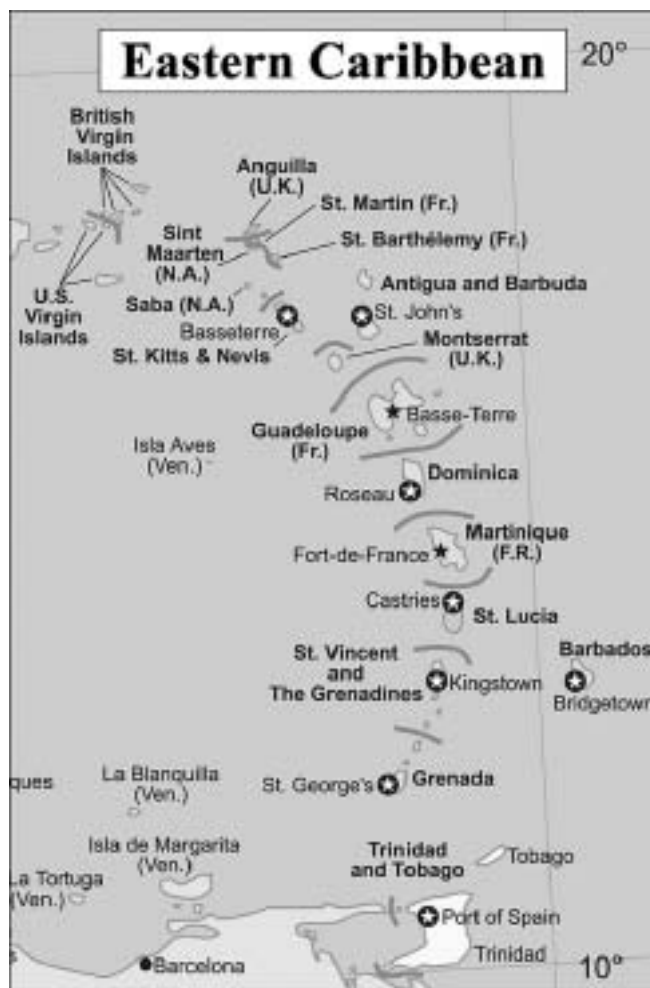 Eastern Caribbean
20°
British
Virgin
Islands
Anguilla
(U.K.)
St. Martin (Fr.)
Sint
Maarten
(N.A.)
St. Barthélemy (Fr.)
U.S.
Virgin
Islands
Saba (N.A.)
Antigua and Barbuda
Basseterre
St. John's
St. Kitts & Nevis
Montserrat
(U.K.)
Basse-Terre
Guadeloupe
(Fr.)
Isla Aves
(Ven.)
Dominica
Roseau
Martinique
(F.R.)
Fort-de-France
Castries
St. Lucia
St. Vincent
and
The Grenadines
Kingstown
Barbados
Bridgetown
ques
La Blanquilla
(Ven.)
St. George's
Grenada
Isla de Margarita
(Ven.)
Trinidad
and Tobago
Tobago
La Tortuga
(Ven.)
s
Port of Spain
Trinidad
Barcelona
10°